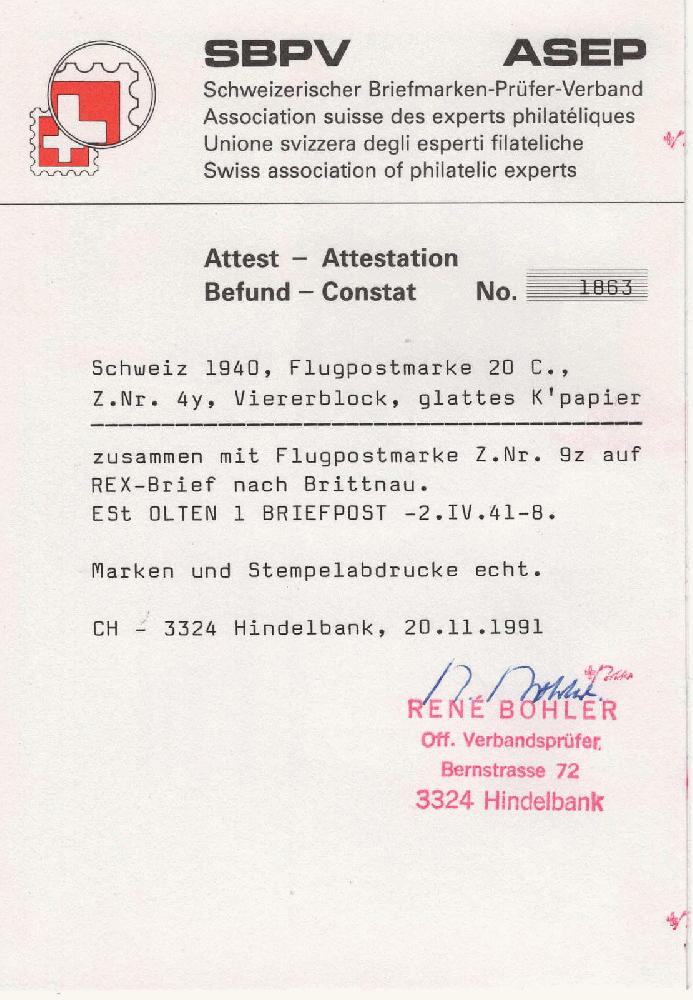 SBPV ASEP
Schweizerischer Briefmarken-Prüfer-Verband
Association suisse des experts philatéliques
Unione svizzera degli esperti filateliche
Swiss association of philatelic experts
Attest – Attestation
Befund – Constat No. 1863
Schweiz 1940, Flugpostmarke 20 C.,
Z.Nr. 4y, Viererblock, glattes K'papier
zusammen mit Flugpostmarke Z.Nr. 9z auf
REX-Brief nach Brittnau.
ESt OLTEN 1 BRIEFPOST -2.IV.41-8.
Marken und Stempelabdrucke echt.
CH - 3324 Hindelbank, 20.11.1991
RENÉ BOHLER
Off. Verbandsprüfer
Bernstrasse 72
3324 Hindelbank